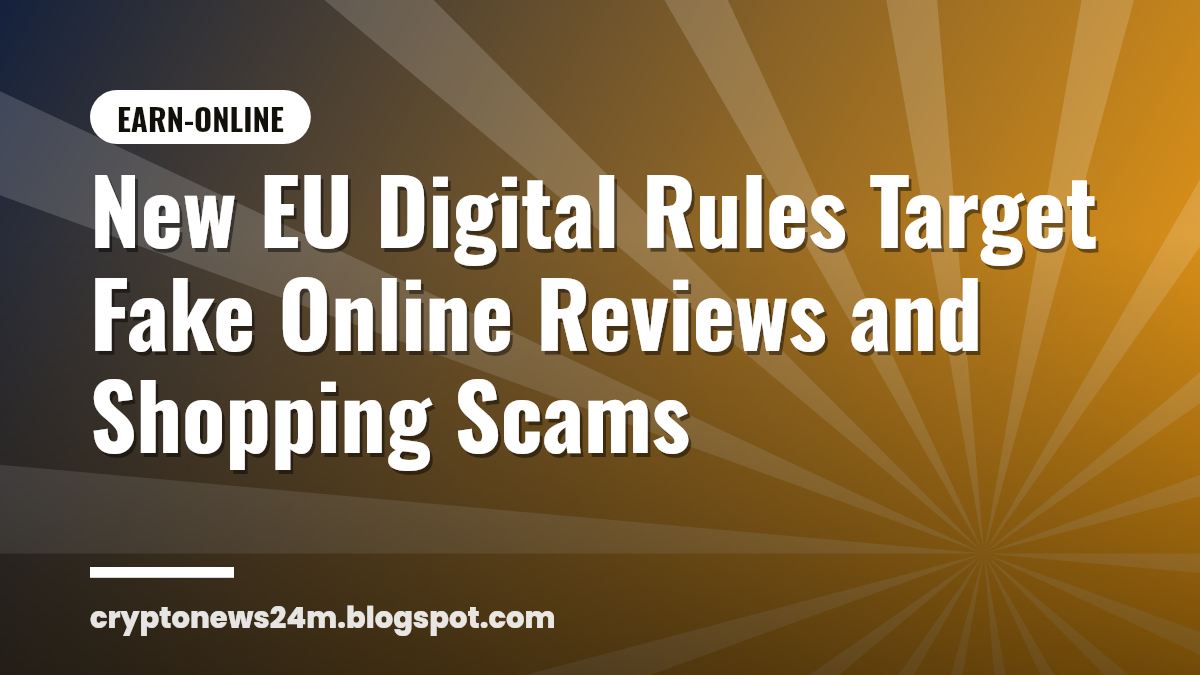 EARN-ONLINE
New EU Digital Rules Target
Fake Online Reviews and
Shopping Scams
cryptonews24m.blogspot.com